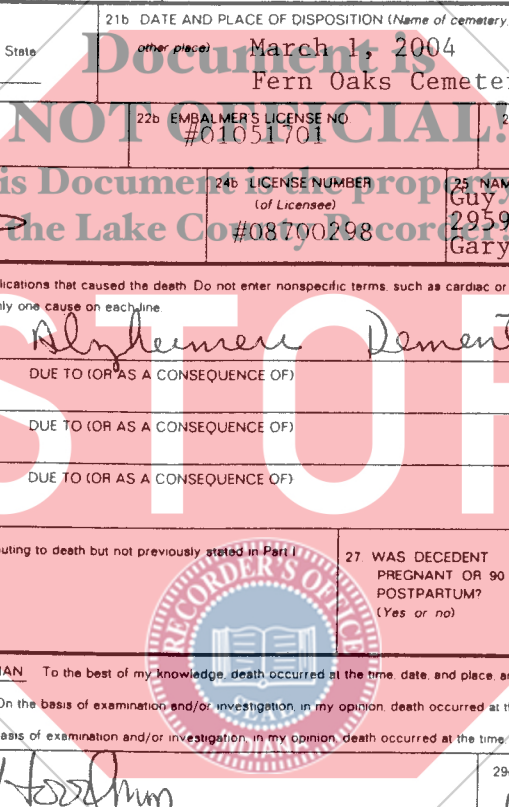 21b DATE AND PLACE OF DISPOSITION (Name of cemetery,
State
other place) March 1, 2004
Document is
Fern Oaks Cemete
NOT OFFICIAL!
22b EMBALMER'S LICENSE NO.
#01051701
2
is Document is the property
24b LICENSE NUMBER
(of Licensee)
25 NAM
Guy
the Lake County Recorder
#08700298
2959
Gary
lications that caused the death Do not enter nonspecific terms, such as cardiac or
nly one cause on each line.
Alzheimers Dement
DUE TO (OR AS A CONSEQUENCE OF)
STOP
DUE TO (OR AS A CONSEQUENCE OF)
DUE TO (OR AS A CONSEQUENCE OF)
uting to death but not previously stated in Part I
27. WAS DECEDENT
PREGNANT OR 90
POSTPARTUM?
(Yes or no)
RECORDER'S OFFICE
SEAL
INDIANA
IAN To the best of my knowledge, death occurred at the time, date, and place, an
On the basis of examination and/or investigation, in my opinion, death occurred at th
asis of examination and/or investigation, in my opinion, death occurred at the time
29